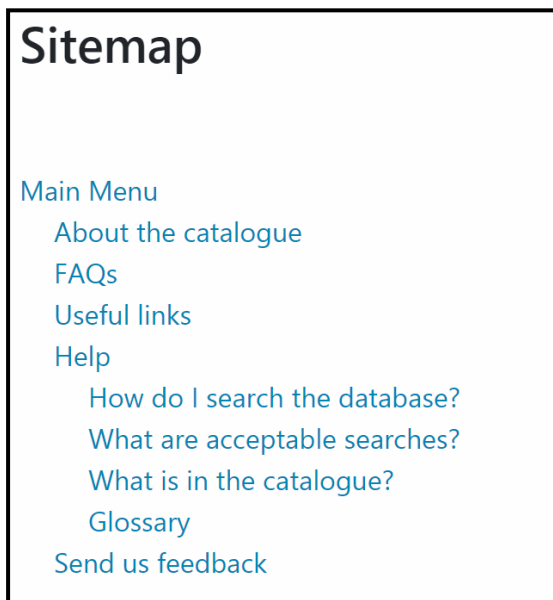 Sitemap
Main Menu
About the catalogue
FAQs
Useful links
Help
How do I search the database?
What are acceptable searches?
What is in the catalogue?
Glossary
Send us feedback